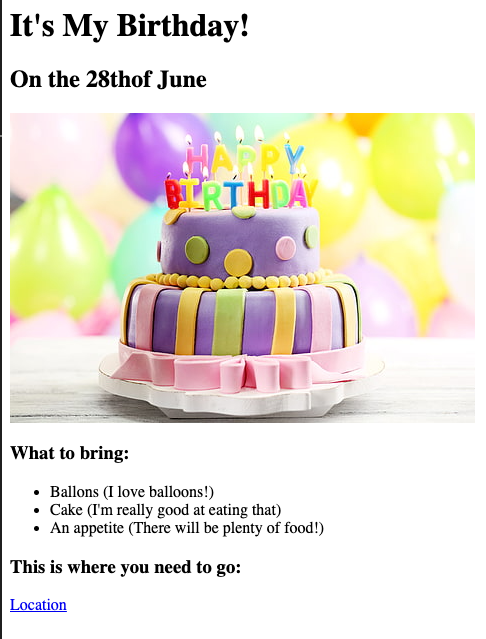 It's My Birthday!
On the 28thof June
HAPPY
BIRTHDAY
What to bring:
Ballons (I love balloons!)
Cake (I'm really good at eating that)
An appetite (There will be plenty of food!)
This is where you need to go:
Location